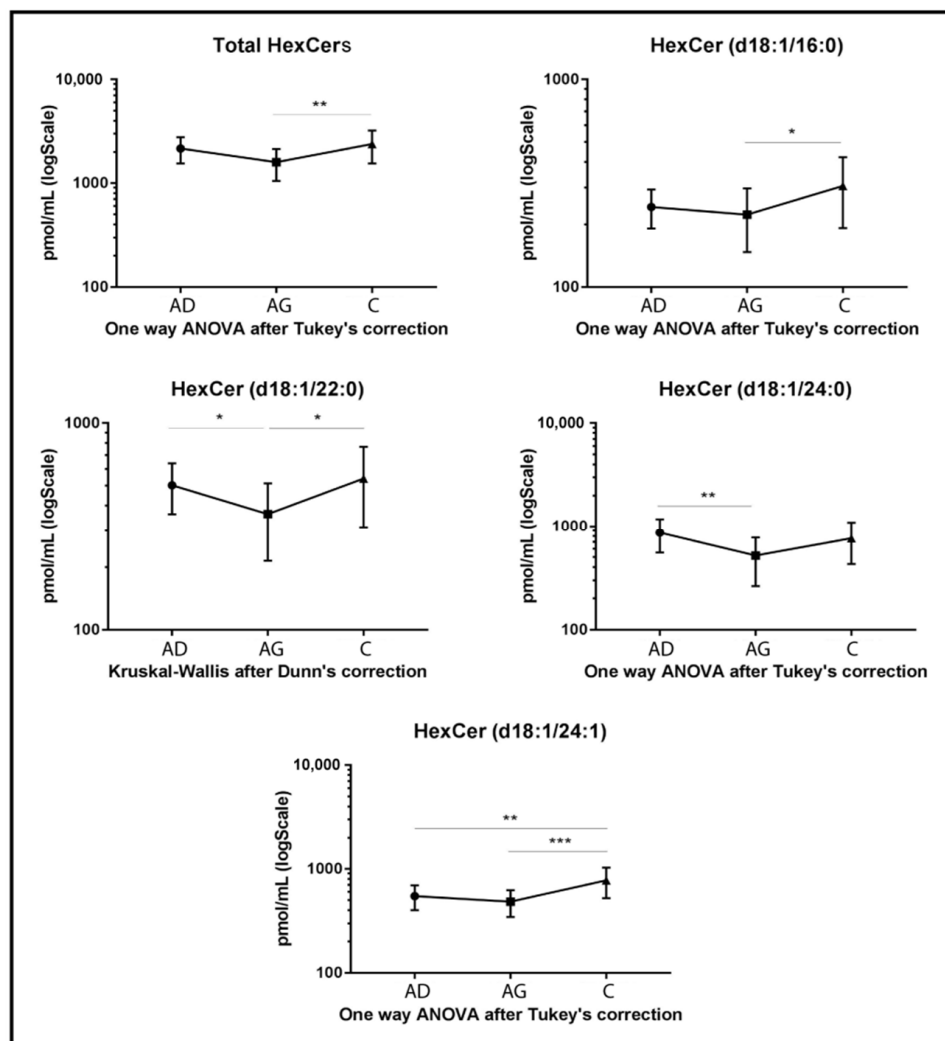 Total HexCers
pmol/mL (logScale)
10,000
**
1000
100
AD AG C
One way ANOVA after Tukey's correction
HexCer (d18:1/16:0)
pmol/mL (logScale)
1000
*
100
AD AG C
One way ANOVA after Tukey's correction
HexCer (d18:1/22:0)
pmol/mL (logScale)
1000
* *
100
AD AG C
Kruskal-Wallis after Dunn's correction
HexCer (d18:1/24:0)
pmol/mL (logScale)
10,000
**
1000
100
AD AG C
One way ANOVA after Tukey's correction
HexCer (d18:1/24:1)
pmol/mL (logScale)
10,000
**
***
1000
100
AD AG C
One way ANOVA after Tukey's correction